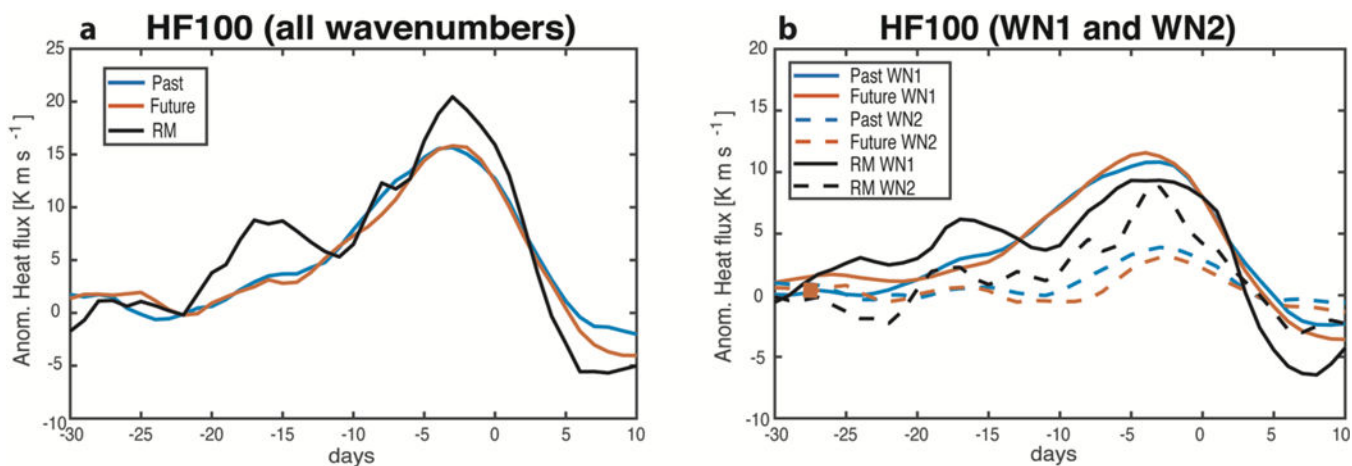 a HF100 (all wavenumbers)
25
20
15
10
5
0
-5
-10
Anom. Heat flux [K m s -1]
Past
Future
RM
-30 -25 -20 -15 -10 -5 0 5 10
days
b HF100 (WN1 and WN2)
20
15
10
5
0
-5
-10
Anom. Heat flux [K m s -1]
Past WN1
Future WN1
Past WN2
Future WN2
RM WN1
RM WN2
-30 -25 -20 -15 -10 -5 0 5 10
days